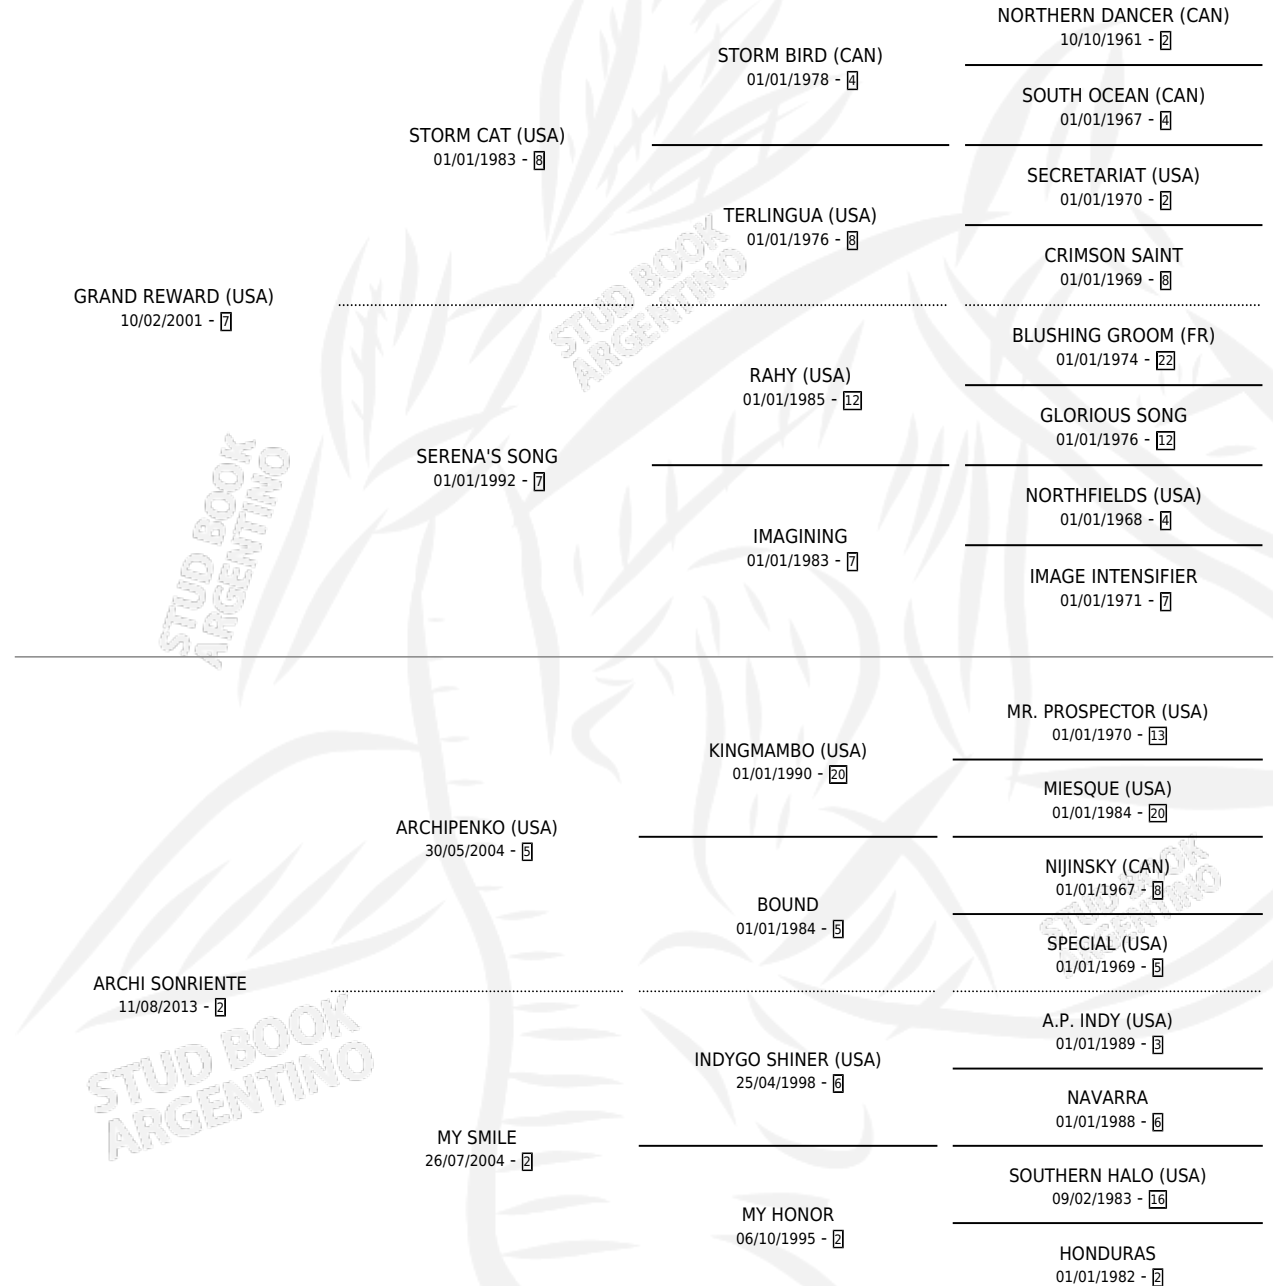 NORTHERN DANCER (CAN)
10/10/1961 - 2
STORM BIRD (CAN)
01/01/1978 - 4
SOUTH OCEAN (CAN)
01/01/1967 - 4
STORM CAT (USA)
01/01/1983 - 8
SECRETARIAT (USA)
01/01/1970 - 2
TERLINGUA (USA)
01/01/1976 - 8
CRIMSON SAINT
01/01/1969 - 8
GRAND REWARD (USA)
10/02/2001 - 7
BLUSHING GROOM (FR)
01/01/1974 - 22
RAHY (USA)
01/01/1985 - 12
GLORIOUS SONG
01/01/1976 - 12
SERENA'S SONG
01/01/1992 - 7
NORTHFIELDS (USA)
01/01/1968 - 4
IMAGINING
01/01/1983 - 7
IMAGE INTENSIFIER
01/01/1971 - 7
MR. PROSPECTOR (USA)
01/01/1970 - 13
KINGMAMBO (USA)
01/01/1990 - 20
MIESQUE (USA)
01/01/1984 - 20
ARCHIPENKO (USA)
30/05/2004 - 5
NIJINSKY (CAN)
01/01/1967 - 8
BOUND
01/01/1984 - 5
SPECIAL (USA)
01/01/1969 - 5
ARCHI SONRIENTE
11/08/2013 - 2
A.P. INDY (USA)
01/01/1989 - 3
INDYGO SHINER (USA)
25/04/1998 - 6
NAVARRA
01/01/1988 - 6
MY SMILE
26/07/2004 - 2
SOUTHERN HALO (USA)
09/02/1983 - 16
MY HONOR
06/10/1995 - 2
HONDURAS
01/01/1982 - 2
STUD BOOK
ARGENTINO
STUD BOOK
ARGENTINO
STUD BOOK
ARGENTINO
STUD BOOK
ARGENTINO